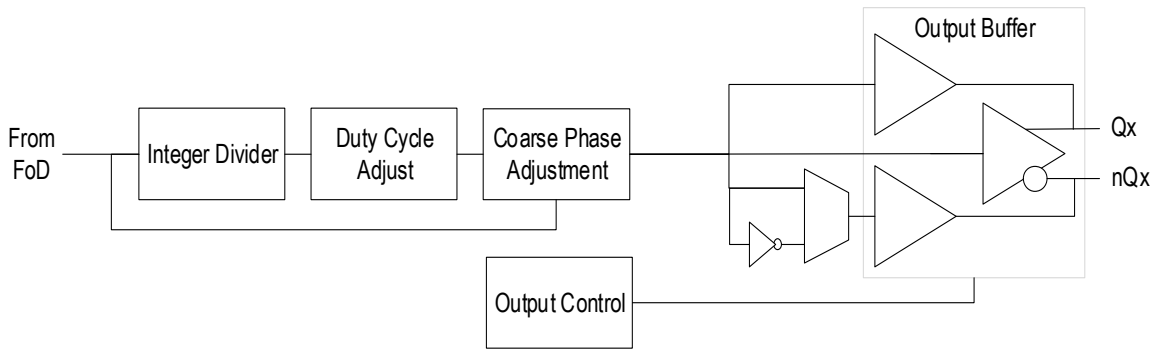 Output Buffer
From
FoD
Integer Divider
Duty Cycle
Adjust
Coarse Phase
Adjustment
Qx
nQx
Output Control